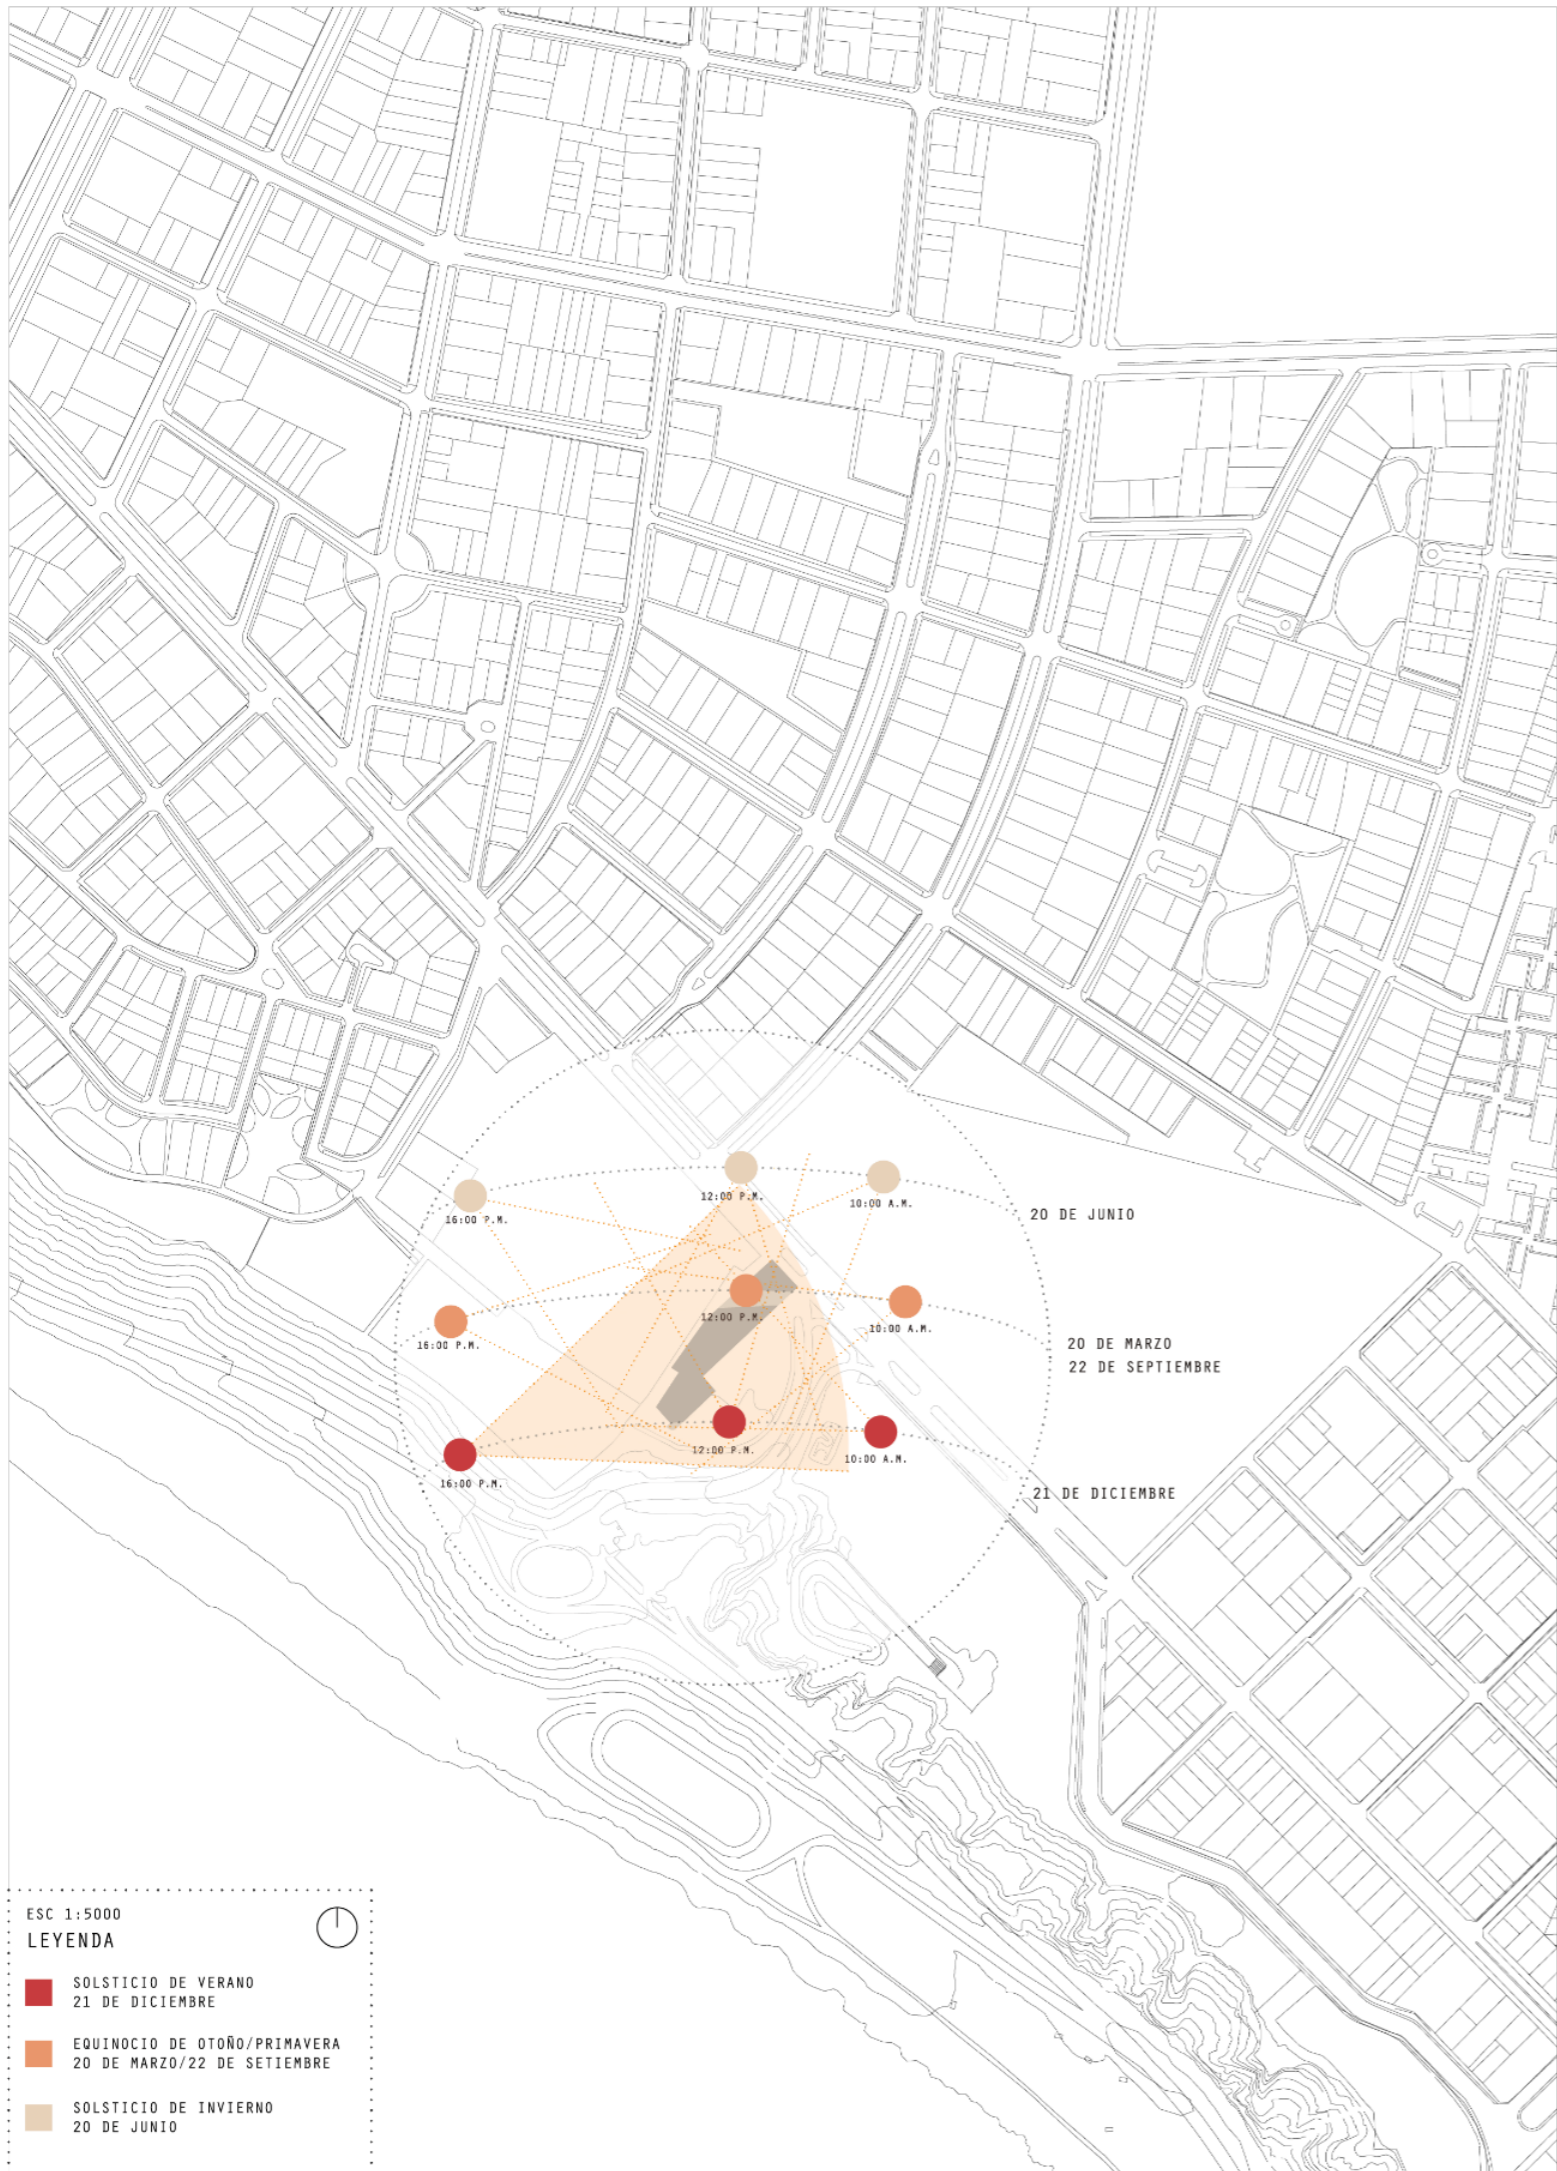 12:00 P.M.
10:00 A.M.
16:00 P.M.
20 DE JUNIO
12:00 P.M.
10:00 A.M.
16:00 P.M.
20 DE MARZO
22 DE SEPTIEMBRE
12:00 P.M.
10:00 A.M.
16:00 P.M.
21 DE DICIEMBRE
ESC 1:5000
LEYENDA
SOLSTICIO DE VERANO
21 DE DICIEMBRE
EQUINOCIO DE OTOÑO/PRIMAVERA
20 DE MARZO/22 DE SETIEMBRE
SOLSTICIO DE INVIERNO
20 DE JUNIO